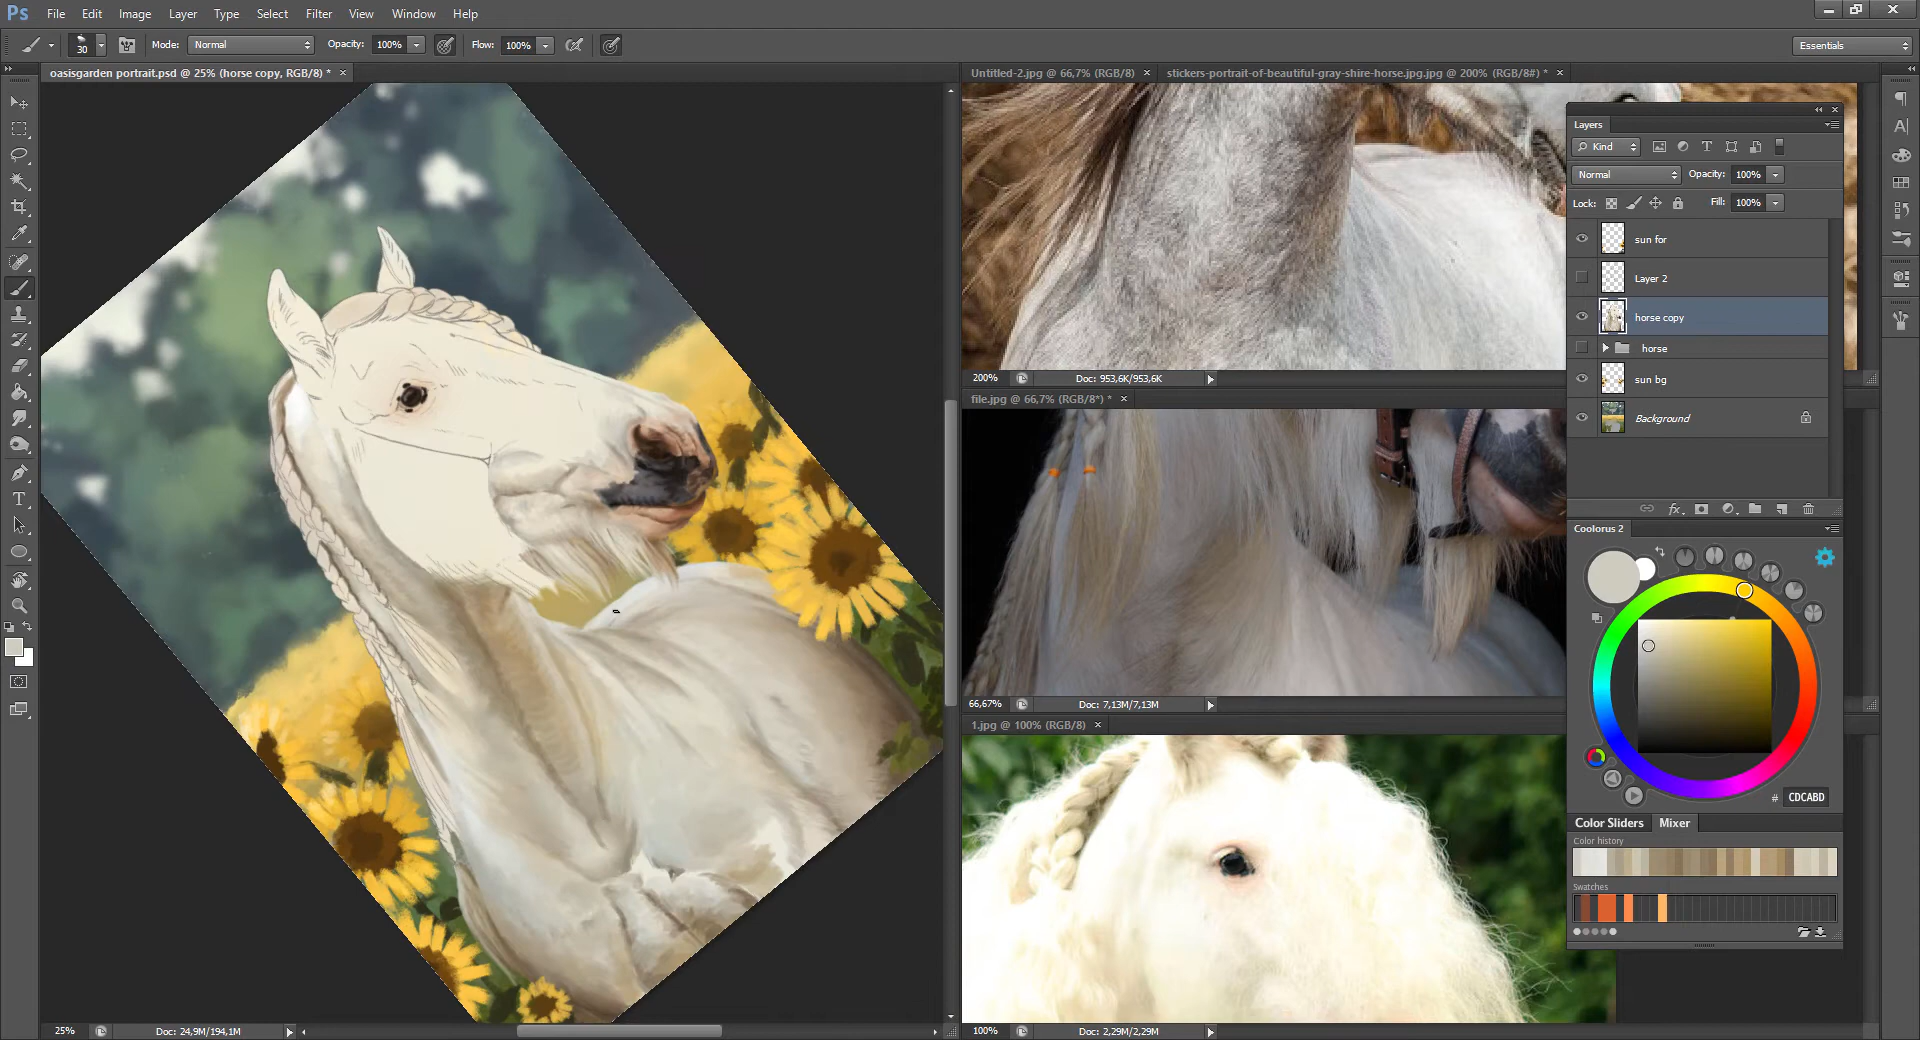 Ps File Edit Image Layer Type Select Filter View Window Help
30 Mode: Normal Opacity: 100% Flow: 100% Essentials
oasisgarden portrait.psd @ 25% (horse copy, RGB/8) *
Untitled-2.jpg @ 66,7% (RGB/8)
stickers-portrait-of-beautiful-gray-shire-horse.jpg.jpg @ 200% (RGB/8#) *
Layers
Kind
Normal Opacity: 100%
Lock: Fill: 100%
sun for
Layer 2
horse copy
horse
sun bg
Background
fx
200% Doc: 953,6K/953,6K
file.jpg @ 66,7% (RGB/8*) *
66,67% Doc: 7,13M/7,13M
1.jpg @ 100% (RGB/8)
Coolorus 2
# CDCABD
Color Sliders Mixer
Color history
Swatches
25% Doc: 24,9M/194,1M
100% Doc: 2,29M/2,29M